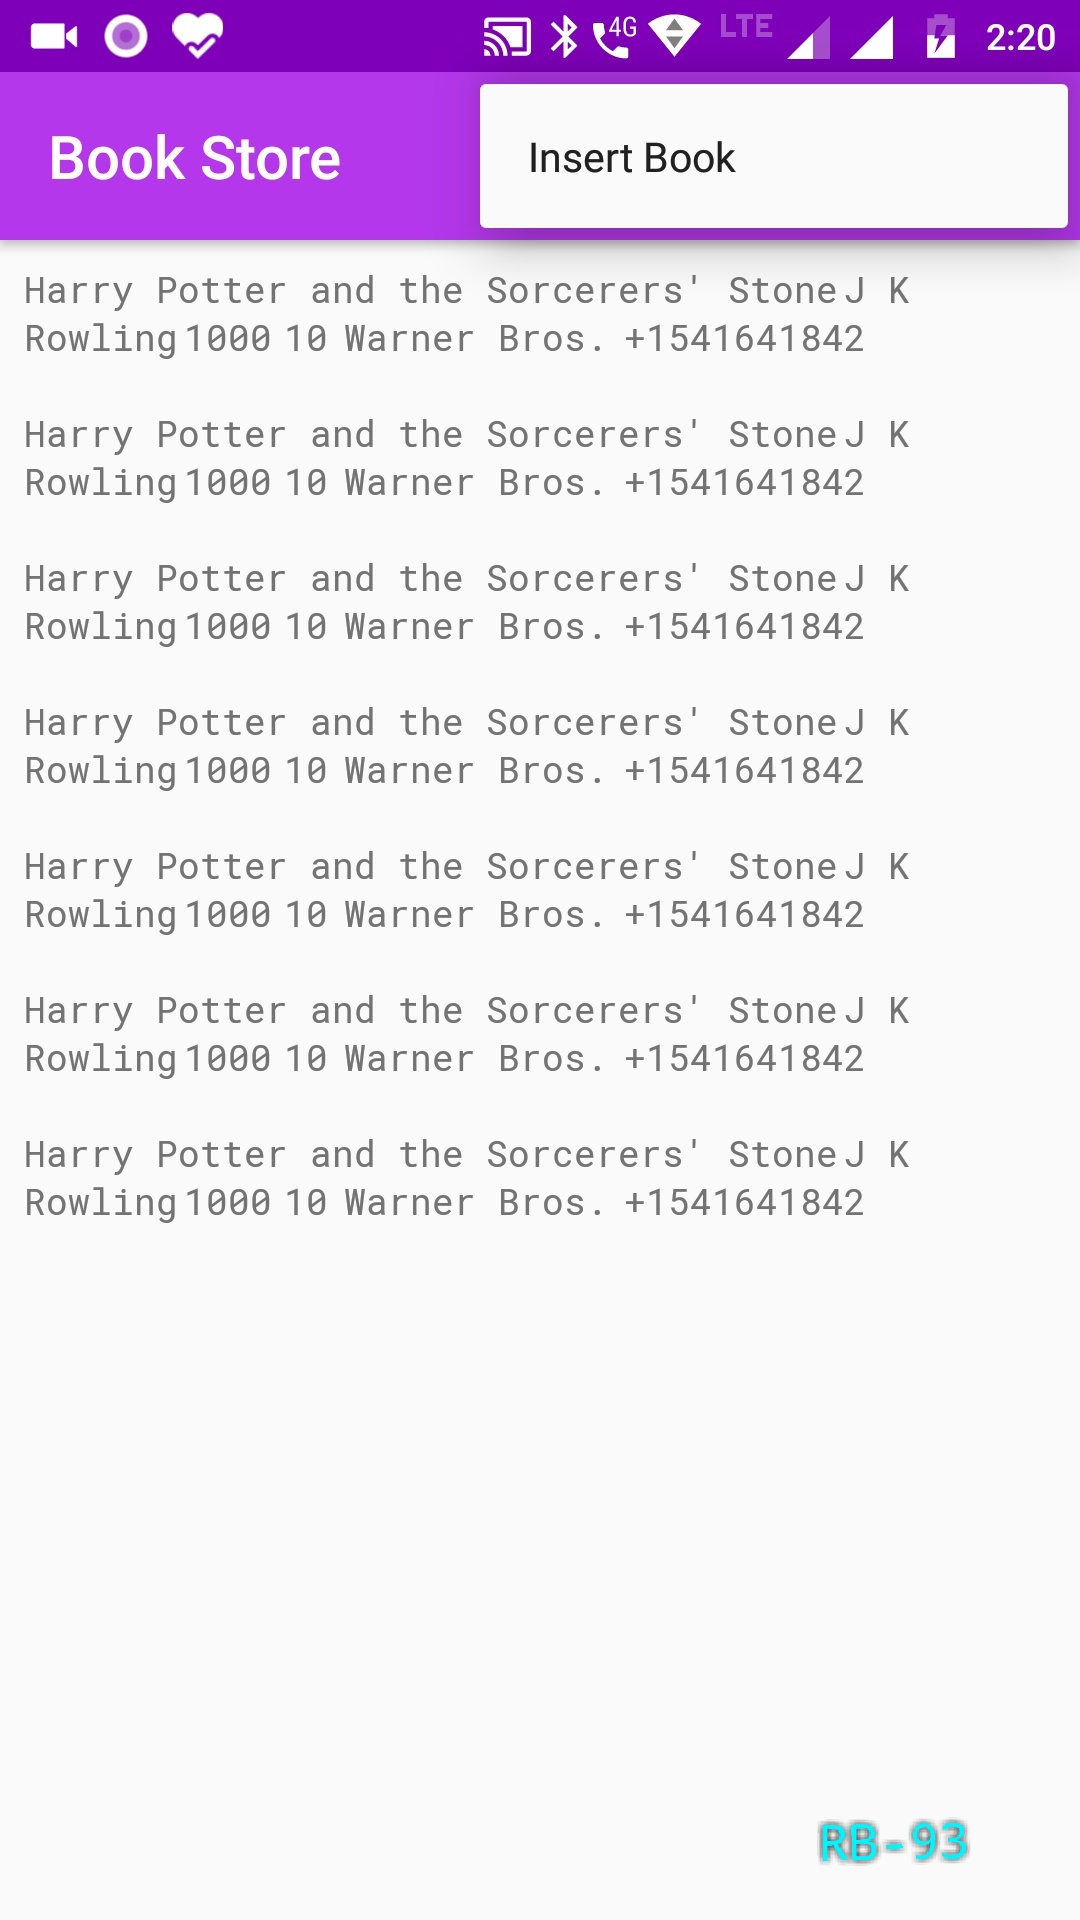 4G LTE 2:20
Book Store
Insert Book
Harry Potter and the Sorcerers' Stone J K
Rowling 1000 10 Warner Bros. +1541641842
Harry Potter and the Sorcerers' Stone J K
Rowling 1000 10 Warner Bros. +1541641842
Harry Potter and the Sorcerers' Stone J K
Rowling 1000 10 Warner Bros. +1541641842
Harry Potter and the Sorcerers' Stone J K
Rowling 1000 10 Warner Bros. +1541641842
Harry Potter and the Sorcerers' Stone J K
Rowling 1000 10 Warner Bros. +1541641842
Harry Potter and the Sorcerers' Stone J K
Rowling 1000 10 Warner Bros. +1541641842
Harry Potter and the Sorcerers' Stone J K
Rowling 1000 10 Warner Bros. +1541641842
RB-93